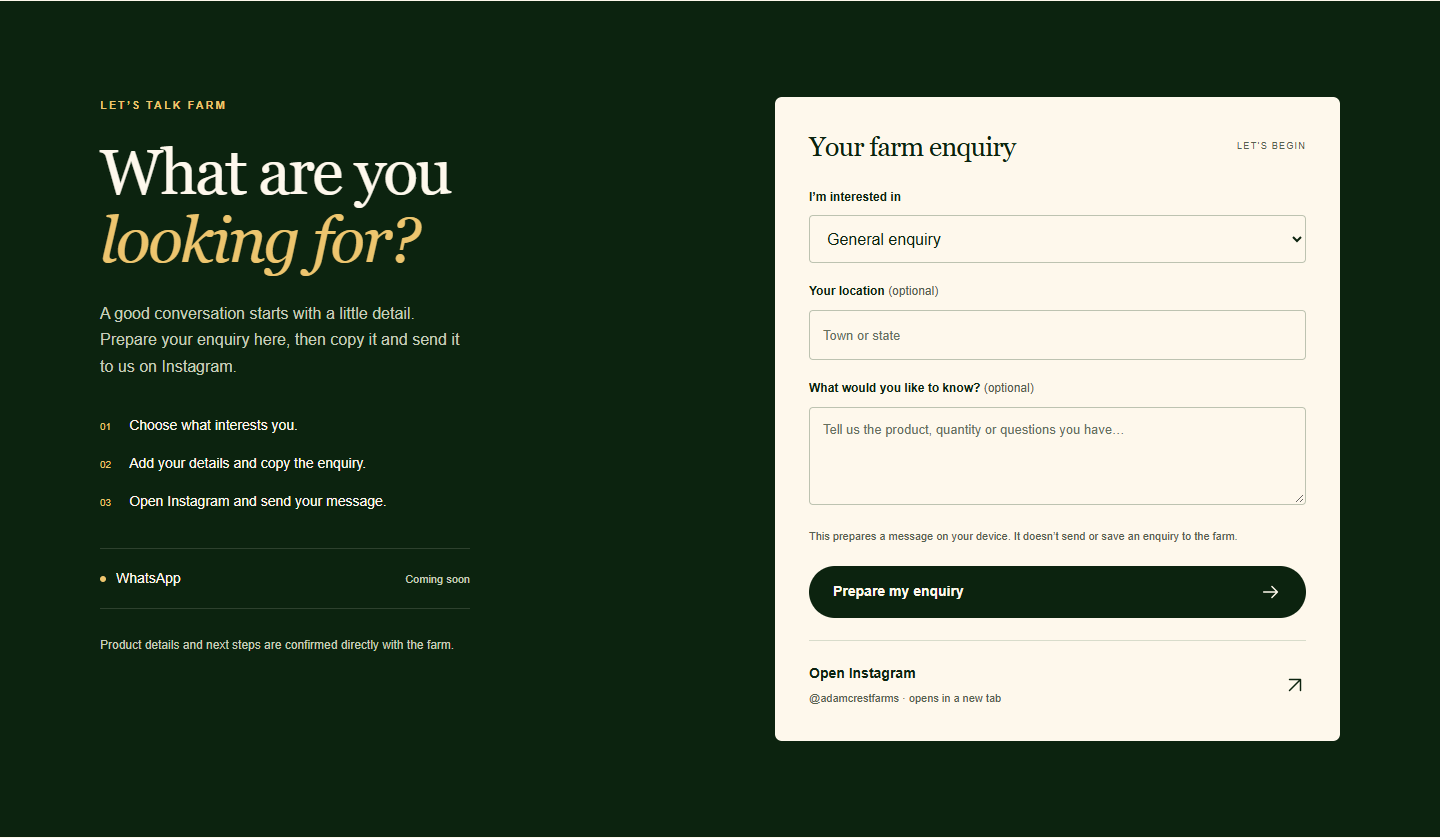 LET’S TALK FARM
What are you
looking for?
A good conversation starts with a little detail.
Prepare your enquiry here, then copy it and send it
to us on Instagram.
01 Choose what interests you.
02 Add your details and copy the enquiry.
03 Open Instagram and send your message.
WhatsApp Coming soon
Product details and next steps are confirmed directly with the farm.
Your farm enquiry LET’S BEGIN
I’m interested in
General enquiry
Your location (optional)
Town or state
What would you like to know? (optional)
Tell us the product, quantity or questions you have…
This prepares a message on your device. It doesn’t send or save an enquiry to the farm.
Prepare my enquiry
Open Instagram
@adamcrestfarms · opens in a new tab